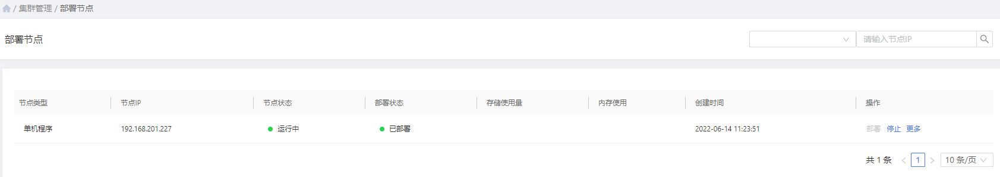 / 集群管理 / 部署节点
部署节点
请输入节点IP
节点类型 节点IP 节点状态 部署状态 存储使用量 内存使用 创建时间 操作
单机程序 192.168.201.227 运行中 已部署 2022-06-14 11:23:51 部署 停止 更多
共 1 条 < 1 > 10 条/页